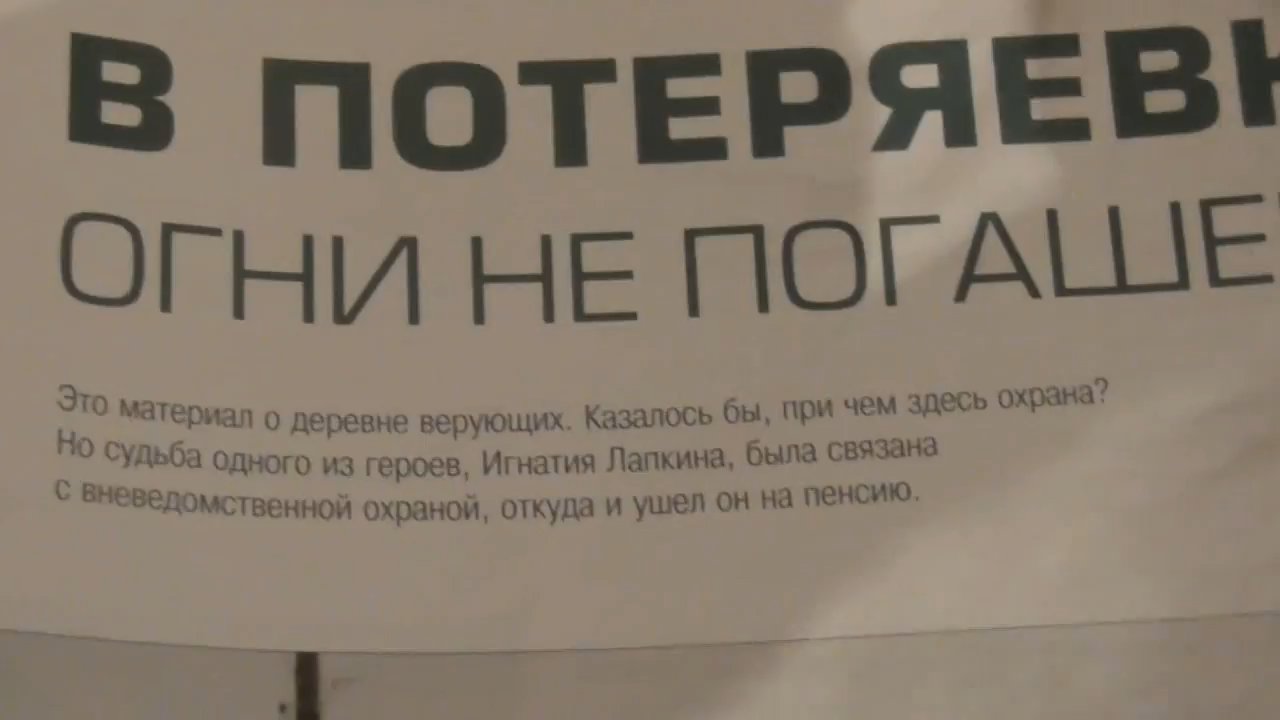 В ПОТЕРЯЕВК
ОГНИ НЕ ПОГАШЕ
Это материал о деревне верующих. Казалось бы, при чем здесь охрана?
Но судьба одного из героев, Игнатия Лапкина, была связана
с вневедомственной охраной, откуда и ушел он на пенсию.